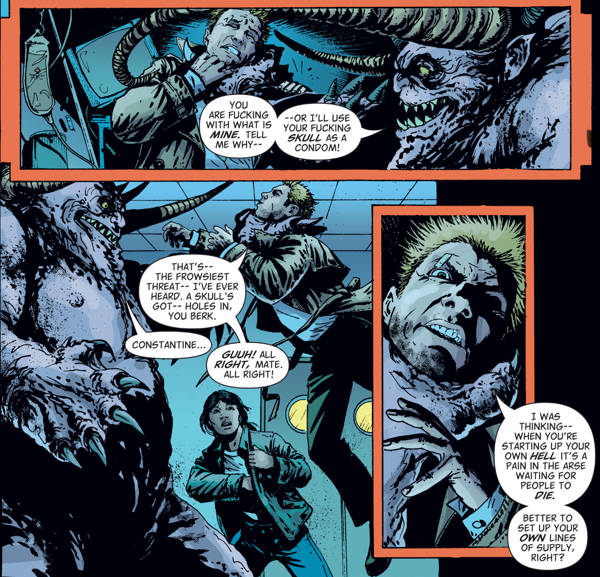 YOU
ARE FUCKING
WITH WHAT IS
MINE. TELL
ME WHY--
--OR I'LL USE
YOUR FUCKING
SKULL AS A
CONDOM!
THAT'S--
THE FROWSIEST
THREAT-- I'VE EVER
HEARD. A SKULL'S
GOT-- HOLES IN,
YOU BERK.
CONSTANTINE...
GUUH! ALL
RIGHT, MATE.
ALL RIGHT!
I WAS
THINKING--
WHEN YOU'RE
STARTING UP YOUR
OWN HELL IT'S A
PAIN IN THE ARSE
WAITING FOR
PEOPLE TO
DIE.
BETTER TO
SET UP YOUR
OWN LINES
OF SUPPLY,
RIGHT?